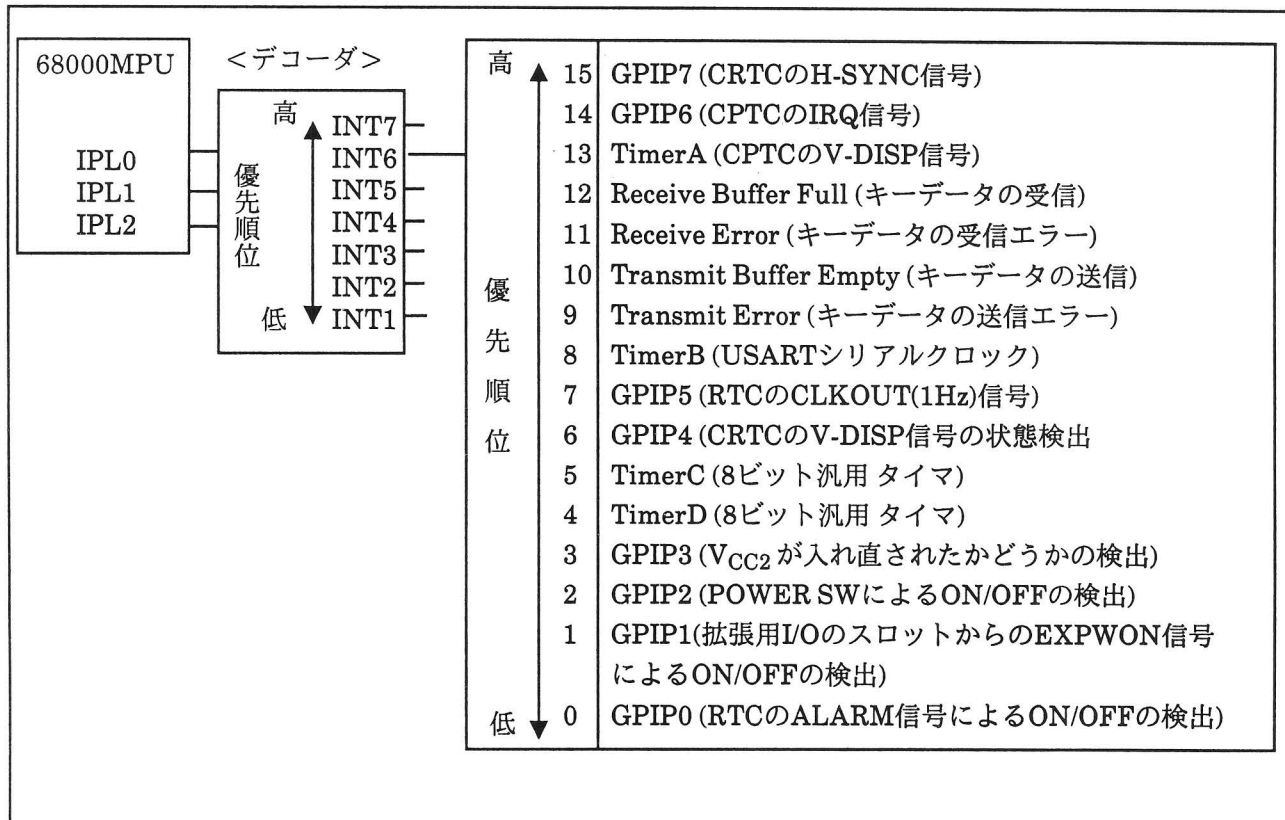 68000MPU
IPL0
IPL1
IPL2
<デコーダ>
高
優先順位
低
INT7
INT6
INT5
INT4
INT3
INT2
INT1
高
優先順位
低
15 GPIP7 (CRTCのH-SYNC信号)
14 GPIP6 (CPTCのIRQ信号)
13 TimerA (CPTCのV-DISP信号)
12 Receive Buffer Full (キーデータの受信)
11 Receive Error (キーデータの受信エラー)
10 Transmit Buffer Empty (キーデータの送信)
9 Transmit Error (キーデータの送信エラー)
8 TimerB (USARTシリアルクロック)
7 GPIP5 (RTCのCLKOUT(1Hz)信号)
6 GPIP4 (CRTCのV-DISP信号の状態検出
5 TimerC (8ビット汎用 タイマ)
4 TimerD (8ビット汎用 タイマ)
3 GPIP3 (VCC2が入れ直されたかどうかの検出)
2 GPIP2 (POWER SWによるON/OFFの検出)
1 GPIP1(拡張用I/OのスロットからのEXPWON信号
によるON/OFFの検出)
0 GPIP0 (RTCのALARM信号によるON/OFFの検出)